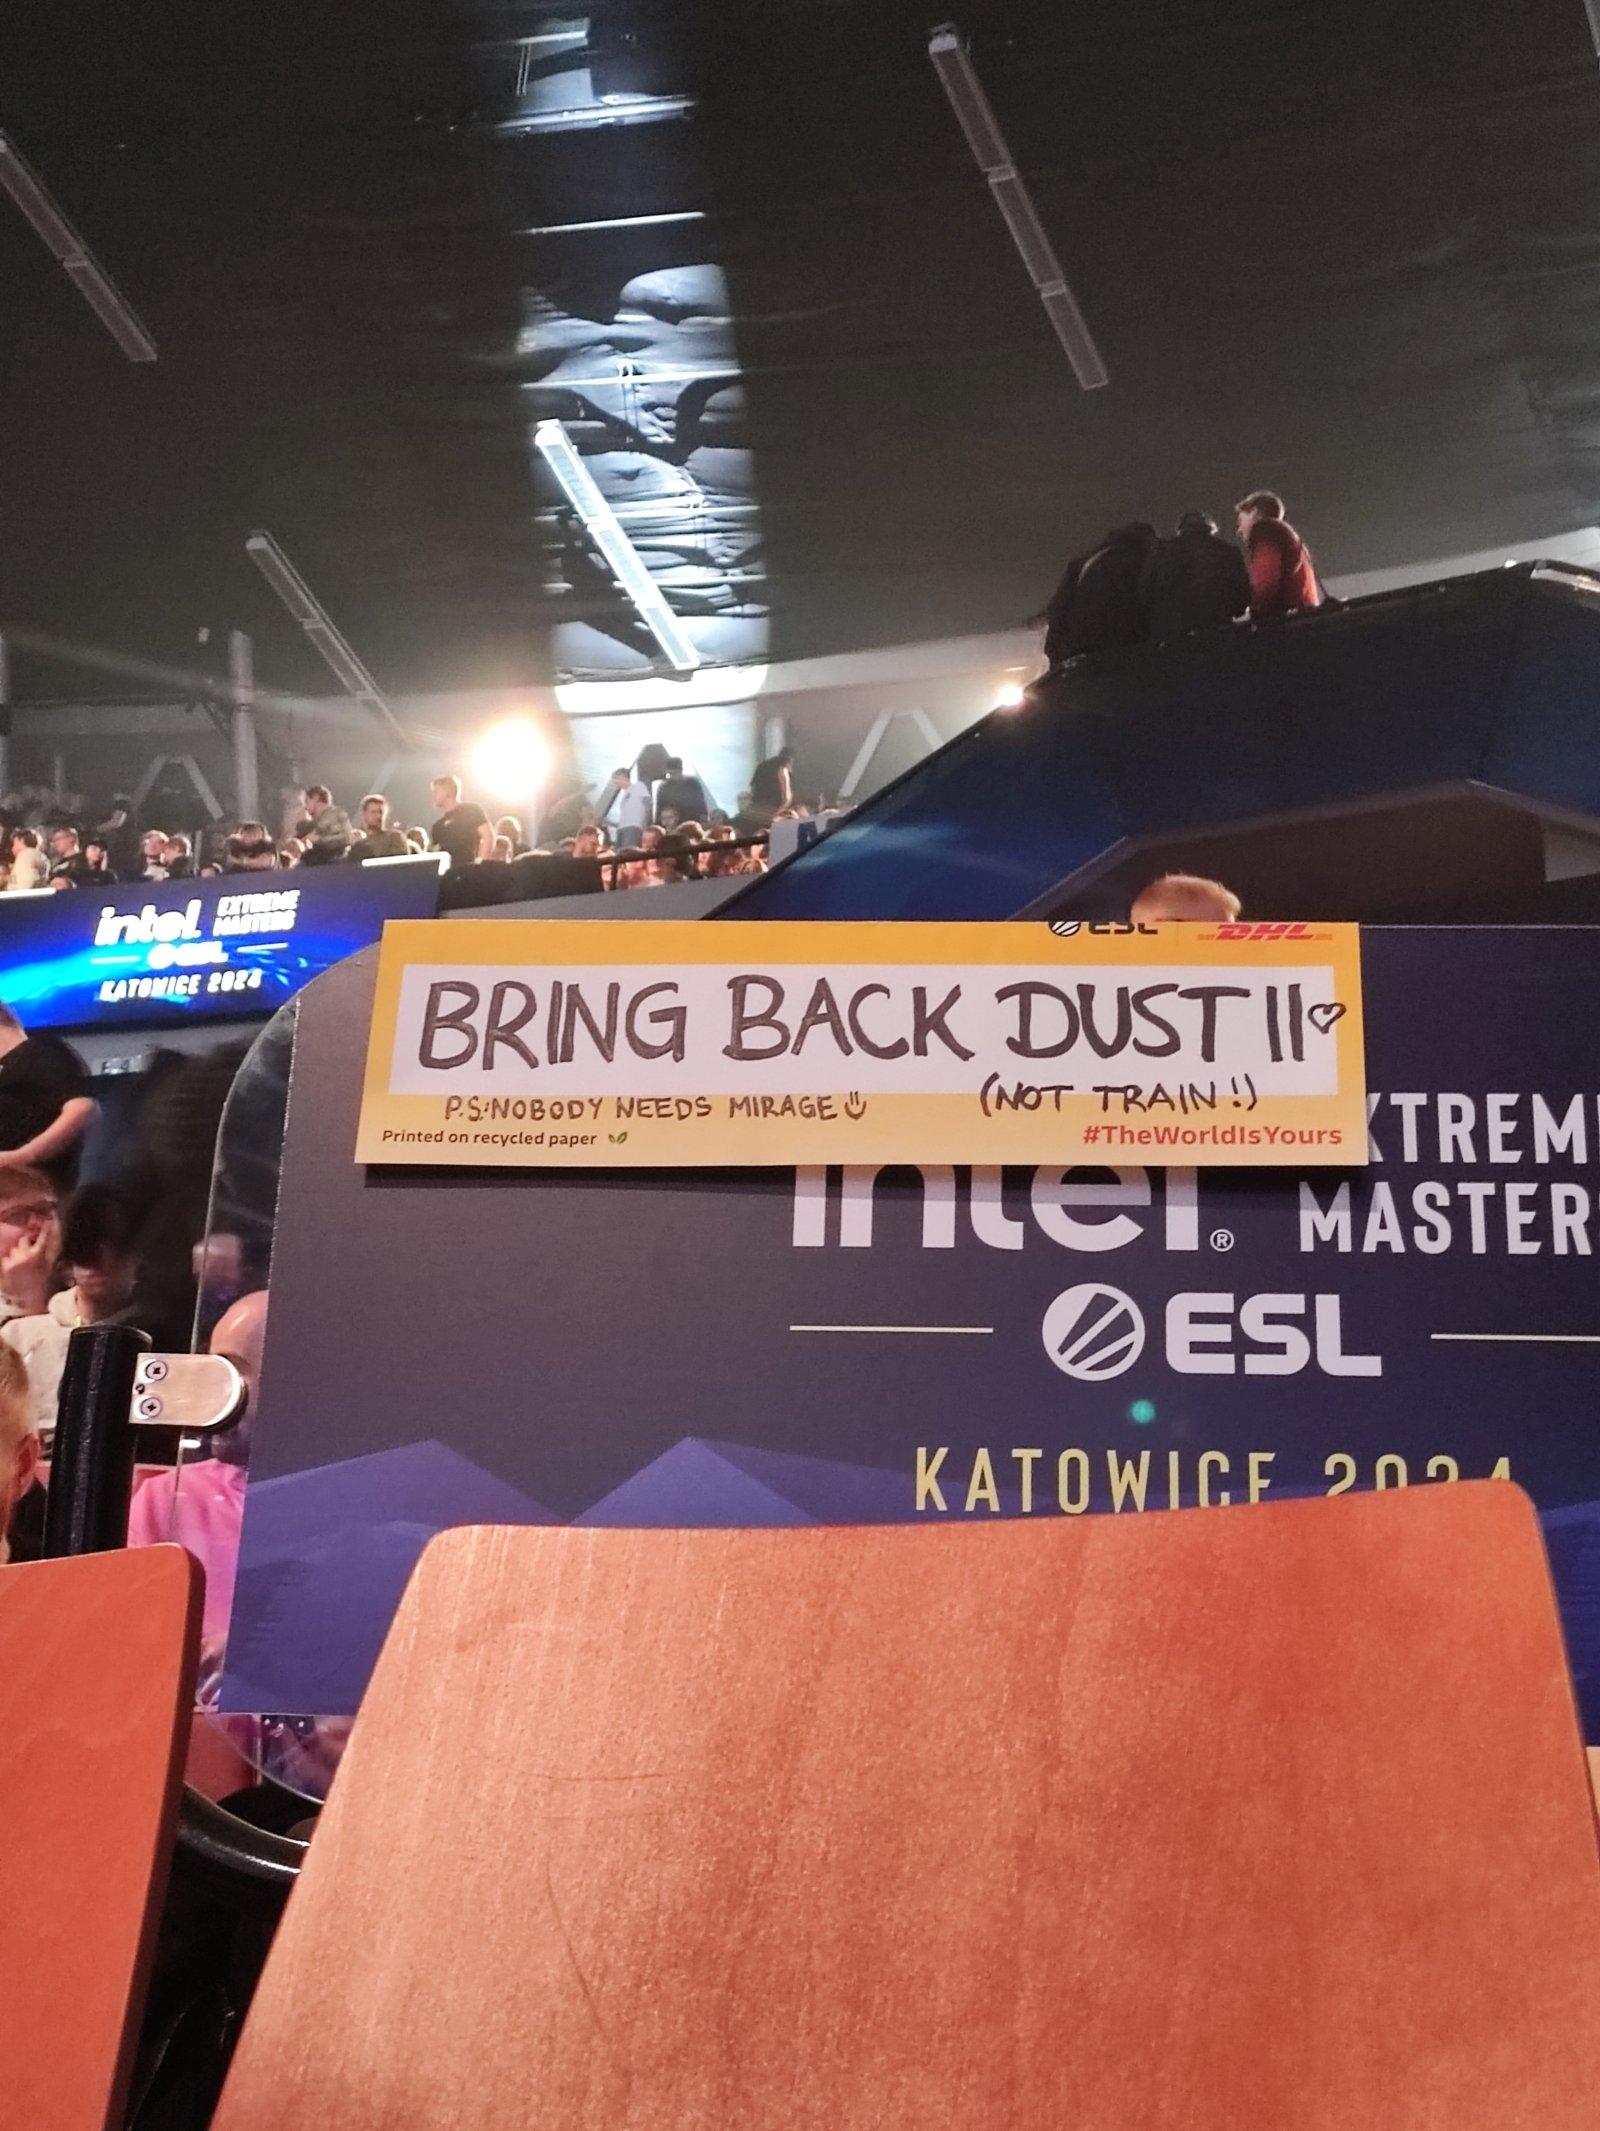 intel. EXTREME
MASTERS
ESL
KATOWICE 2024
ESL DHL
BRING BACK DUST II♡
(NOT TRAIN!)
P.S:NOBODY NEEDS MIRAGE
Printed on recycled paper
#TheWorldIsYours
intel® XTREM
MASTERS
ESL
KATOWICE 2024